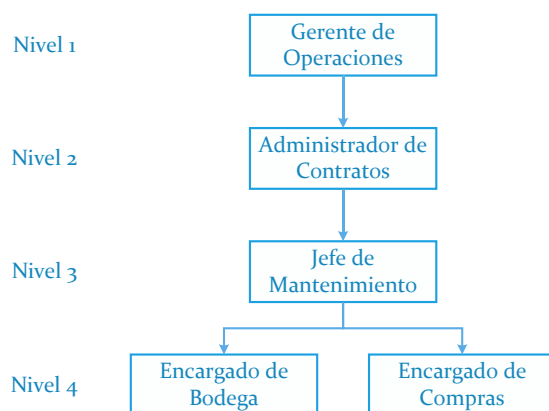 Nivel 1
Gerente de
Operaciones
Nivel 2
Administrador de
Contratos
Nivel 3
Jefe de
Mantenimiento
Nivel 4
Encargado de
Bodega
Encargado de
Compras